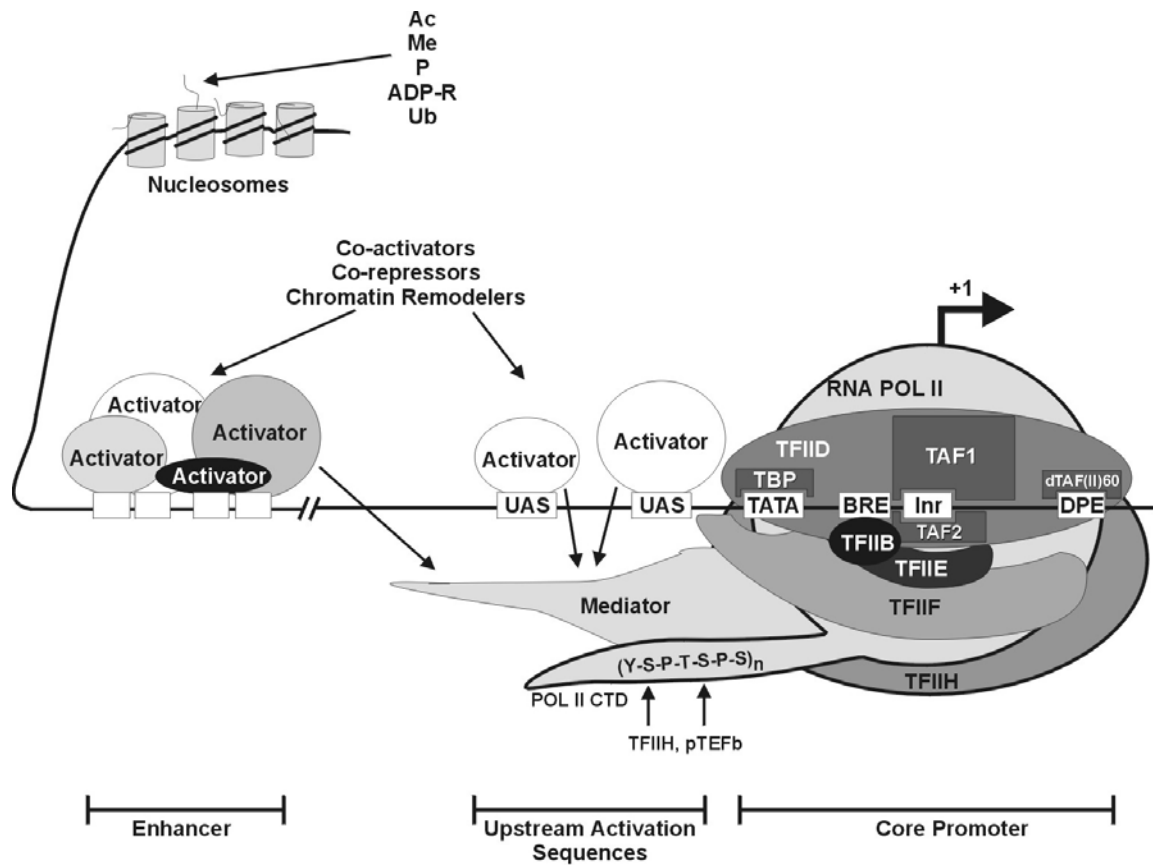 Ac
Me
P
ADP-R
Ub
Nucleosomes
Co-activators
Co-repressors
Chromatin Remodelers
+1
RNA POL II
Activator
Activator
Activator
Activator
Activator
Activator
TFIID
TAF1
TBP
dTAF(II)60
UAS
UAS
TATA
BRE
Inr
DPE
TAF2
TFIIB
TFIIE
TFIIF
Mediator
(Y-S-P-T-S-P-S)n
TFIIH
POL II CTD
TFIIH, pTEFb
Enhancer
Upstream Activation
Sequences
Core Promoter